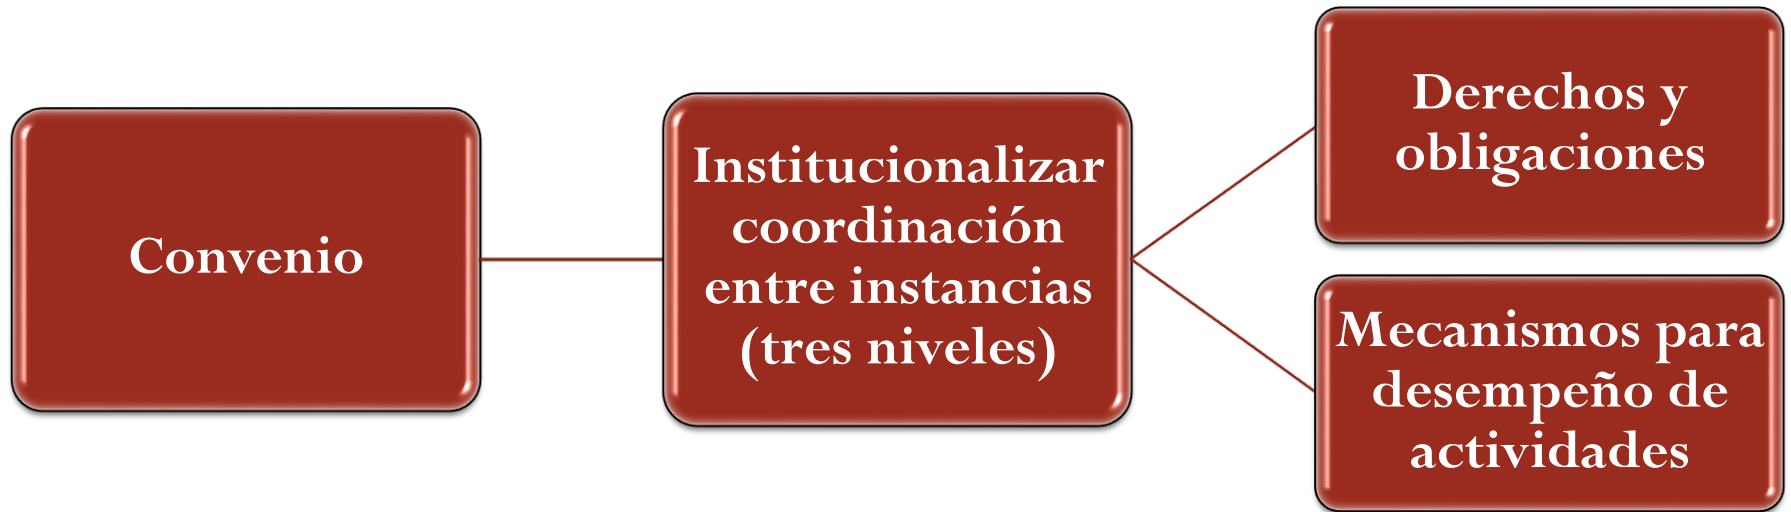 Convenio
Institucionalizar
coordinación
entre instancias
(tres niveles)
Derechos y
obligaciones
Mecanismos para
desempeño de
actividades